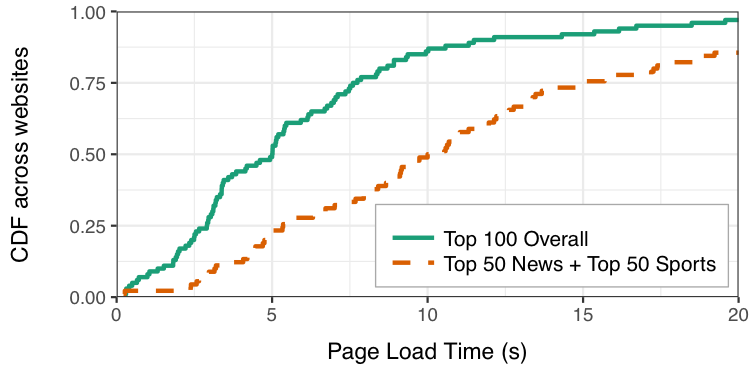 CDF across websites
1.00
0.75
0.50
0.25
0.00
Top 100 Overall
Top 50 News + Top 50 Sports
0
5
10
15
20
Page Load Time (s)